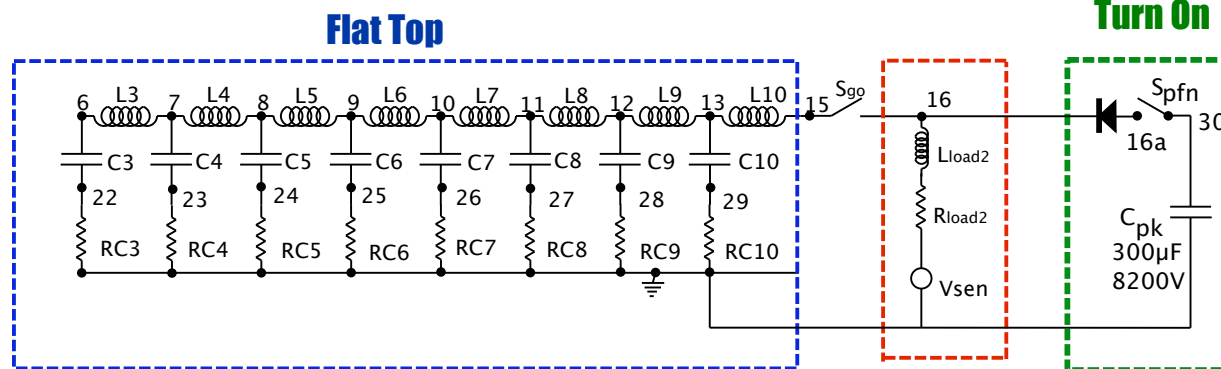 Flat Top
Turn On
L3 L4 L5 L6 L7 L8 L9 L10
6 7 8 9 10 11 12 13 15 Sgo 16 Spfn 30
16a
C3 C4 C5 C6 C7 C8 C9 C10
Lload2
22 23 24 25 26 27 28 29
Rload2
Cpk
RC3 RC4 RC5 RC6 RC7 RC8 RC9 RC10
300µF
Vsen
8200V